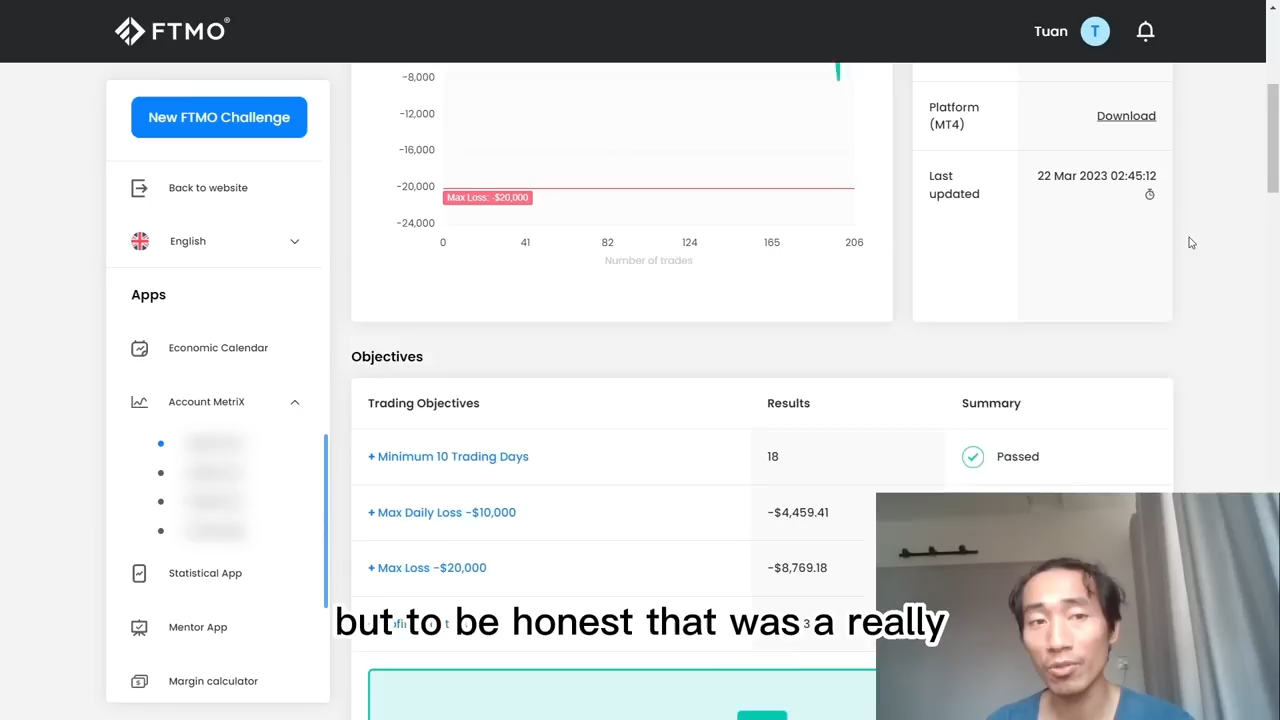 FTMO®
Tuan
T
New FTMO Challenge
Back to website
English
Apps
Economic Calendar
Account MetriX
Statistical App
Mentor App
Margin calculator
-8,000
-12,000
-16,000
-20,000
Max Loss: -$20,000
-24,000
0 41 82 124 165 206
Number of trades
Platform
(MT4)
Download
Last
updated
22 Mar 2023 02:45:12
Objectives
Trading Objectives Results Summary
+ Minimum 10 Trading Days 18 Passed
+ Max Daily Loss -$10,000 -$4,459.41
+ Max Loss -$20,000 -$8,769.18
but to be honest that was a really